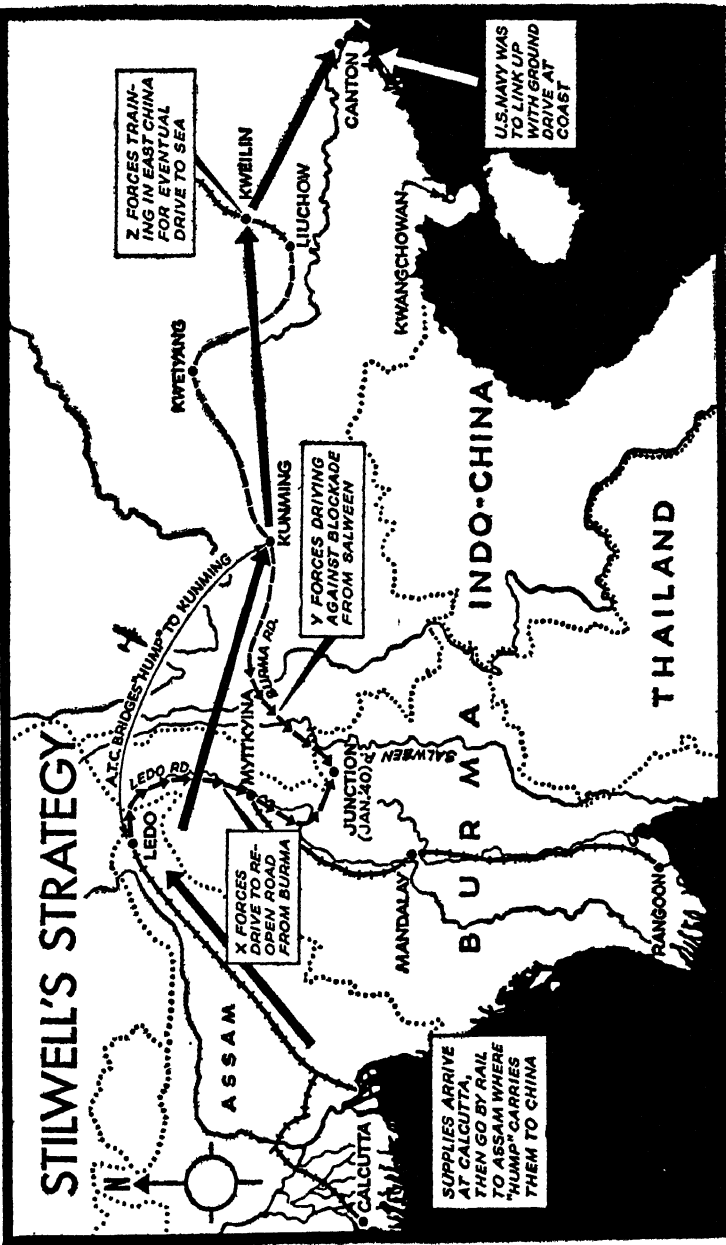 STILWELL'S STRATEGY
N
A.T.C. BRIDGES "HUMP" TO KUNMING
LEDO
LEDO RD.
ASSAM
X FORCES
DRIVE TO RE-
OPEN ROAD
FROM BURMA
MYITKYINA
BURMA RD.
JUNCTION
(JAN. '40)
SALWEEN R.
Y FORCES DRIVING
AGAINST BLOCKADE
FROM SALWEEN
KUNMING
KWEIYANG
Z FORCES TRAIN-
ING IN EAST CHINA
FOR EVENTUAL
DRIVE TO SEA
KWEILIN
LIUCHOW
CANTON
U.S. NAVY WAS
TO LINK UP
WITH GROUND
DRIVE AT
COAST
KWANGCHOWAN
CALCUTTA
SUPPLIES ARRIVE
AT CALCUTTA,
THEN GO BY RAIL
TO ASSAM WHERE
"HUMP" CARRIES
THEM TO CHINA
MANDALAY
BURMA
RANGOON
INDO-CHINA
THAILAND